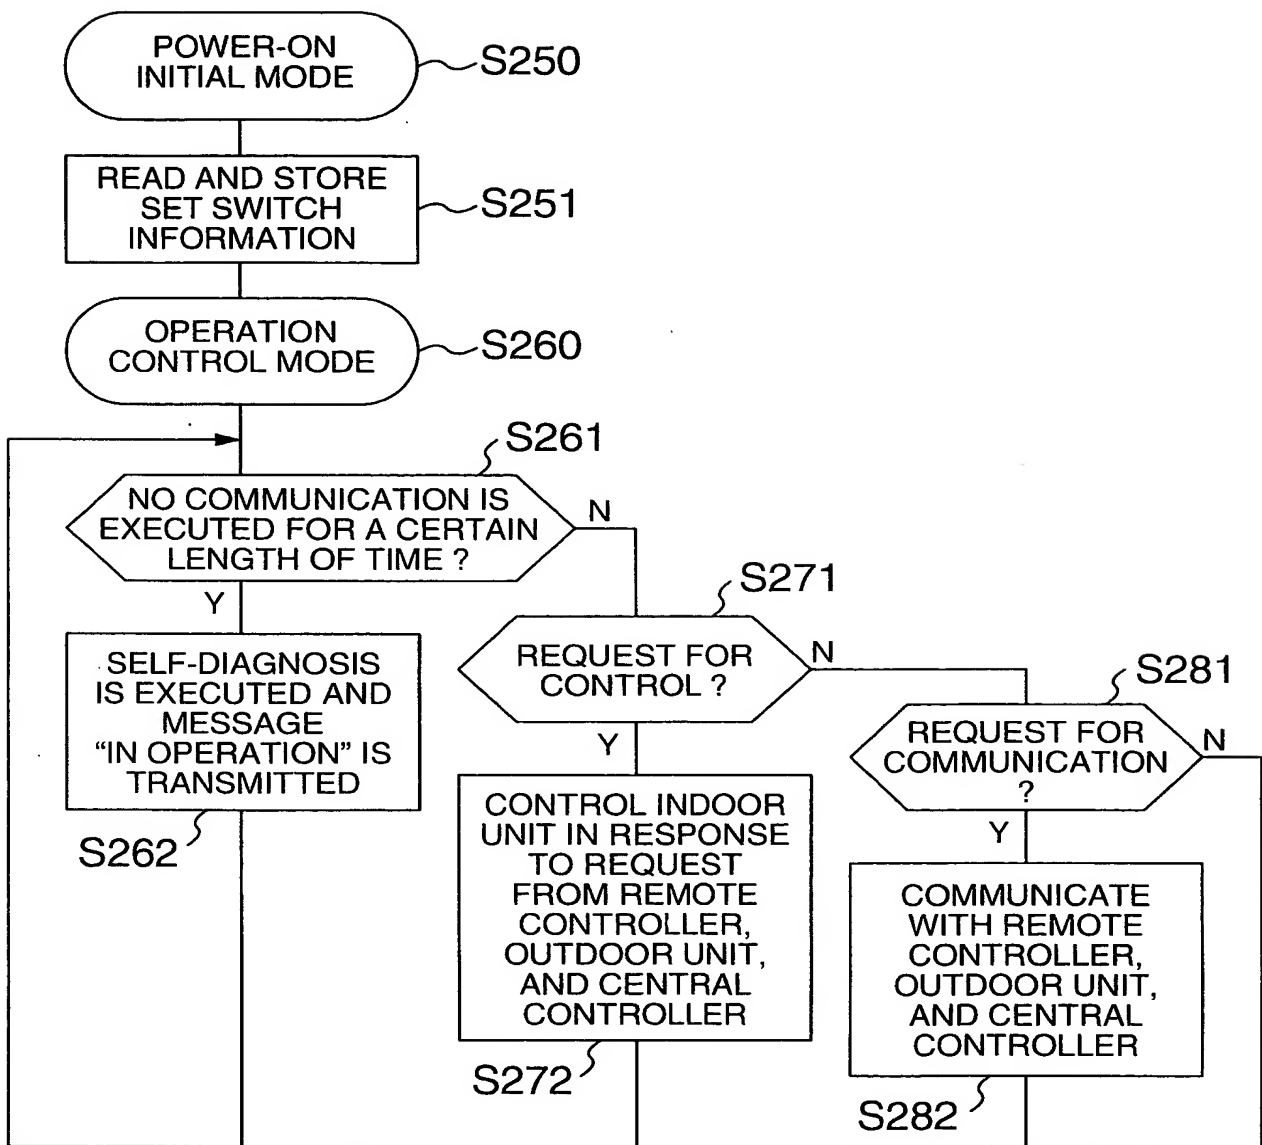 POWER-ON
INITIAL MODE
S250
READ AND STORE
SET SWITCH
INFORMATION
S251
OPERATION
CONTROL MODE
S260
S261
NO COMMUNICATION IS
EXECUTED FOR A CERTAIN
LENGTH OF TIME ?
N
Y
SELF-DIAGNOSIS
IS EXECUTED AND
MESSAGE
“IN OPERATION” IS
TRANSMITTED
S262
S271
REQUEST FOR
CONTROL ?
N
Y
CONTROL INDOOR
UNIT IN RESPONSE
TO REQUEST
FROM REMOTE
CONTROLLER,
OUTDOOR UNIT,
AND CENTRAL
CONTROLLER
S272
S281
REQUEST FOR
COMMUNICATION
?
N
Y
COMMUNICATE
WITH REMOTE
CONTROLLER,
OUTDOOR UNIT,
AND CENTRAL
CONTROLLER
S282